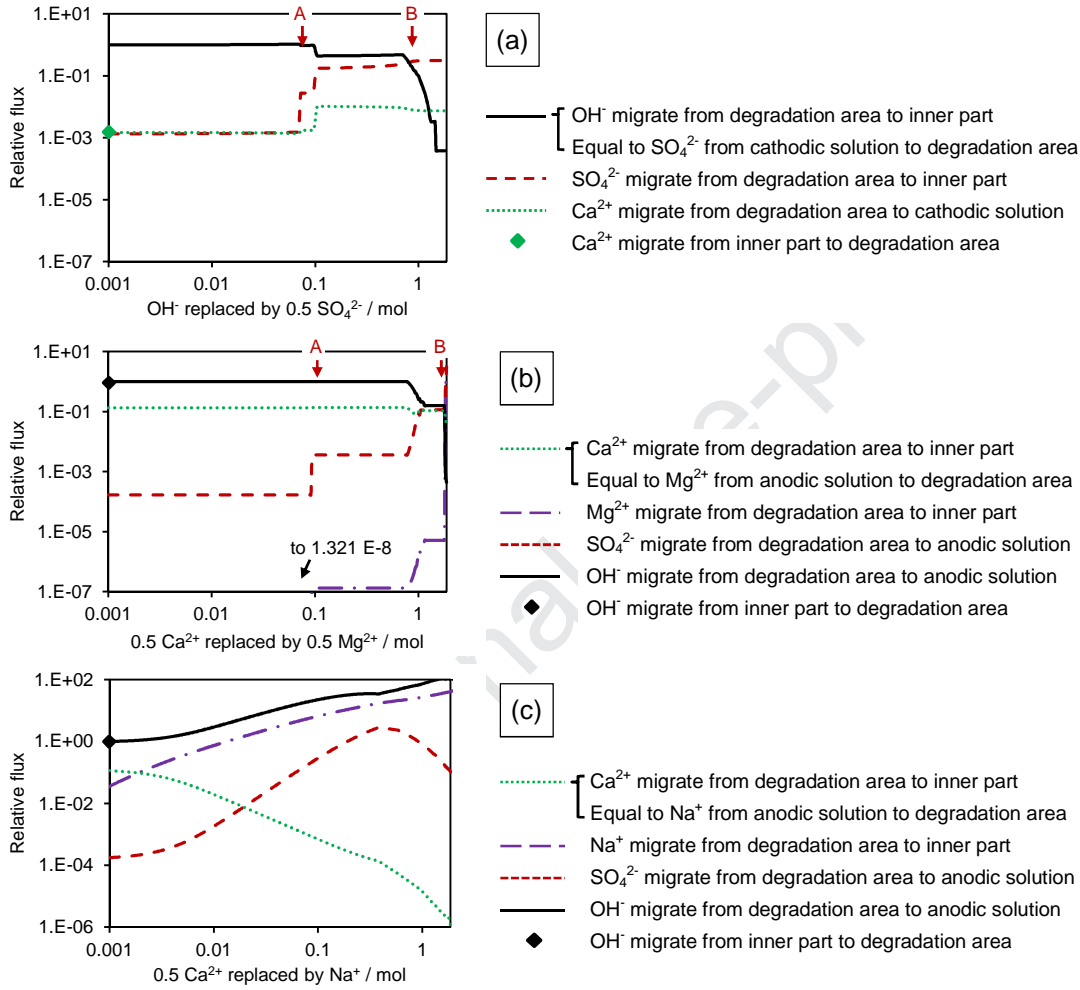 1.E+01
1.E-01
1.E-03
1.E-05
1.E-07
Relative flux
A
B
0.001
0.01
0.1
1
OH⁻ replaced by 0.5 SO₄²⁻ / mol
(a)
OH⁻ migrate from degradation area to inner part
Equal to SO₄²⁻ from cathodic solution to degradation area
SO₄²⁻ migrate from degradation area to inner part
Ca²⁺ migrate from degradation area to cathodic solution
Ca²⁺ migrate from inner part to degradation area
1.E+01
1.E-01
1.E-03
1.E-05
1.E-07
Relative flux
A
B
to 1.321 E-8
0.001
0.01
0.1
1
0.5 Ca²⁺ replaced by 0.5 Mg²⁺ / mol
(b)
Ca²⁺ migrate from degradation area to inner part
Equal to Mg²⁺ from anodic solution to degradation area
Mg²⁺ migrate from degradation area to inner part
SO₄²⁻ migrate from degradation area to anodic solution
OH⁻ migrate from degradation area to anodic solution
OH⁻ migrate from inner part to degradation area
1.E+02
1.E+00
1.E-02
1.E-04
1.E-06
Relative flux
0.001
0.01
0.1
1
0.5 Ca²⁺ replaced by Na⁺ / mol
(c)
Ca²⁺ migrate from degradation area to inner part
Equal to Na⁺ from anodic solution to degradation area
Na⁺ migrate from degradation area to inner part
SO₄²⁻ migrate from degradation area to anodic solution
OH⁻ migrate from degradation area to anodic solution
OH⁻ migrate from inner part to degradation area